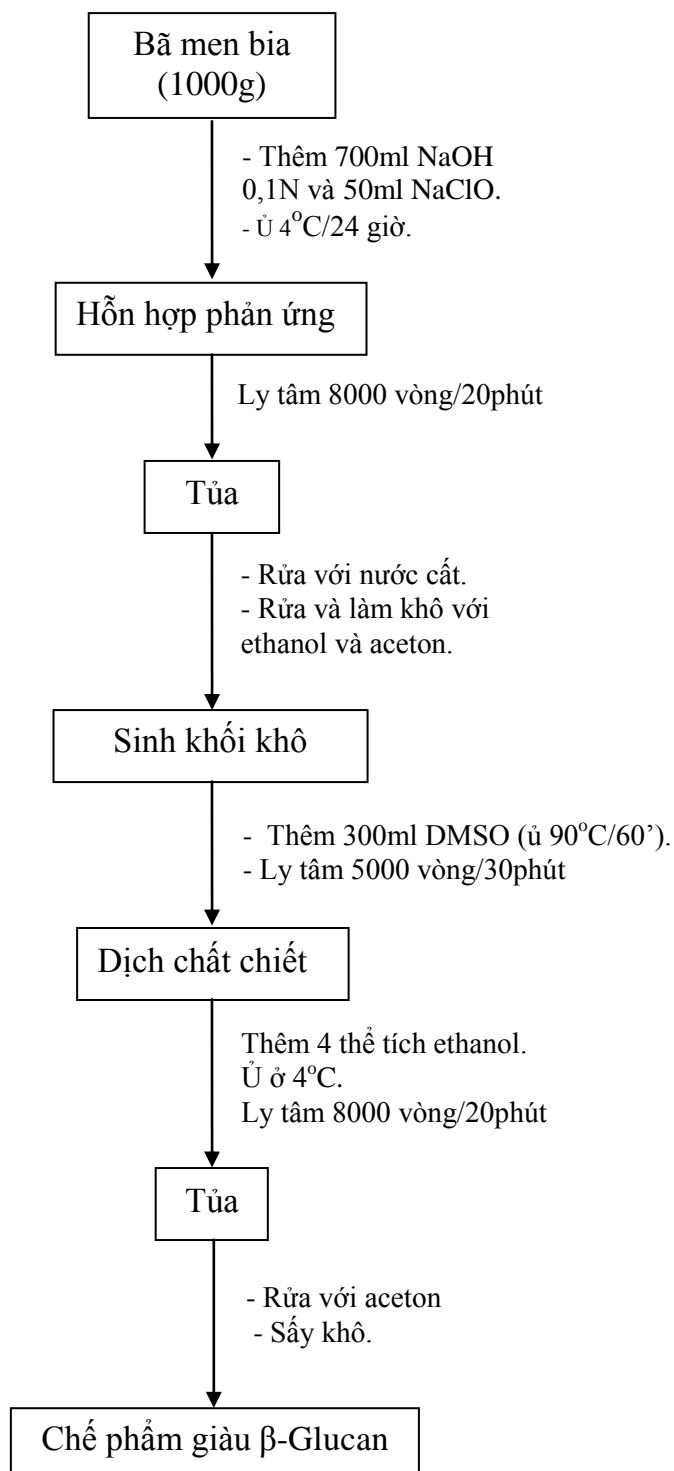 Bã men bia
(1000g)
- Thêm 700ml NaOH
0,1N và 50ml NaClO.
- Ủ 4°C/24 giờ.
Hỗn hợp phản ứng
Ly tâm 8000 vòng/20phút
Tủa
- Rửa với nước cất.
- Rửa và làm khô với
ethanol và aceton.
Sinh khối khô
- Thêm 300ml DMSO (ủ 90°C/60’).
- Ly tâm 5000 vòng/30phút
Dịch chất chiết
Thêm 4 thể tích ethanol.
Ủ ở 4°C.
Ly tâm 8000 vòng/20phút
Tủa
- Rửa với aceton
- Sấy khô.
Chế phẩm giàu β-Glucan